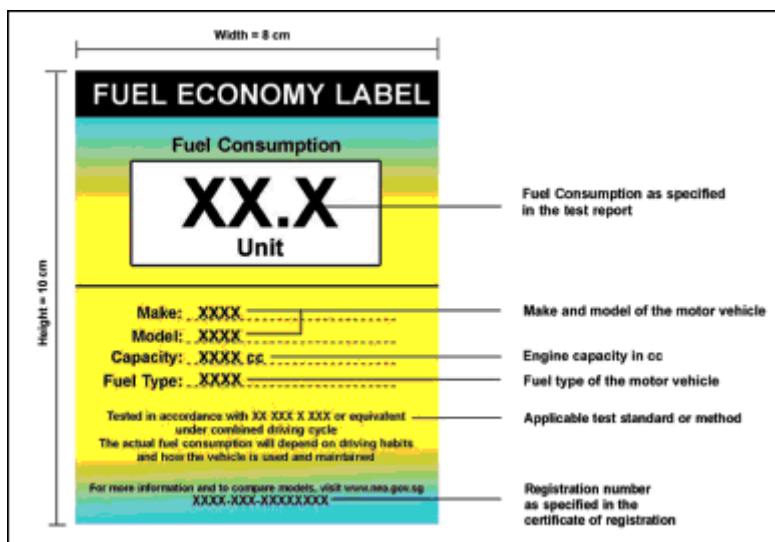 Width = 8 cm
Height = 10 cm
FUEL ECONOMY LABEL
Fuel Consumption
XX.X
Unit
Fuel Consumption as specified
in the test report
Make: XXXX
Model: XXXX
Make and model of the motor vehicle
Capacity: XXXX cc
Engine capacity in cc
Fuel Type: XXXX
Fuel type of the motor vehicle
Tested in accordance with XX XXX X XXX or equivalent
under combined driving cycle
The actual fuel consumption will depend on driving habits
and how the vehicle is used and maintained
Applicable test standard or method
For more information and to compare models, visit www.nea.gov.sg
XXXX-XXX-XXXXXXXX
Registration number
as specified in the
certificate of registration